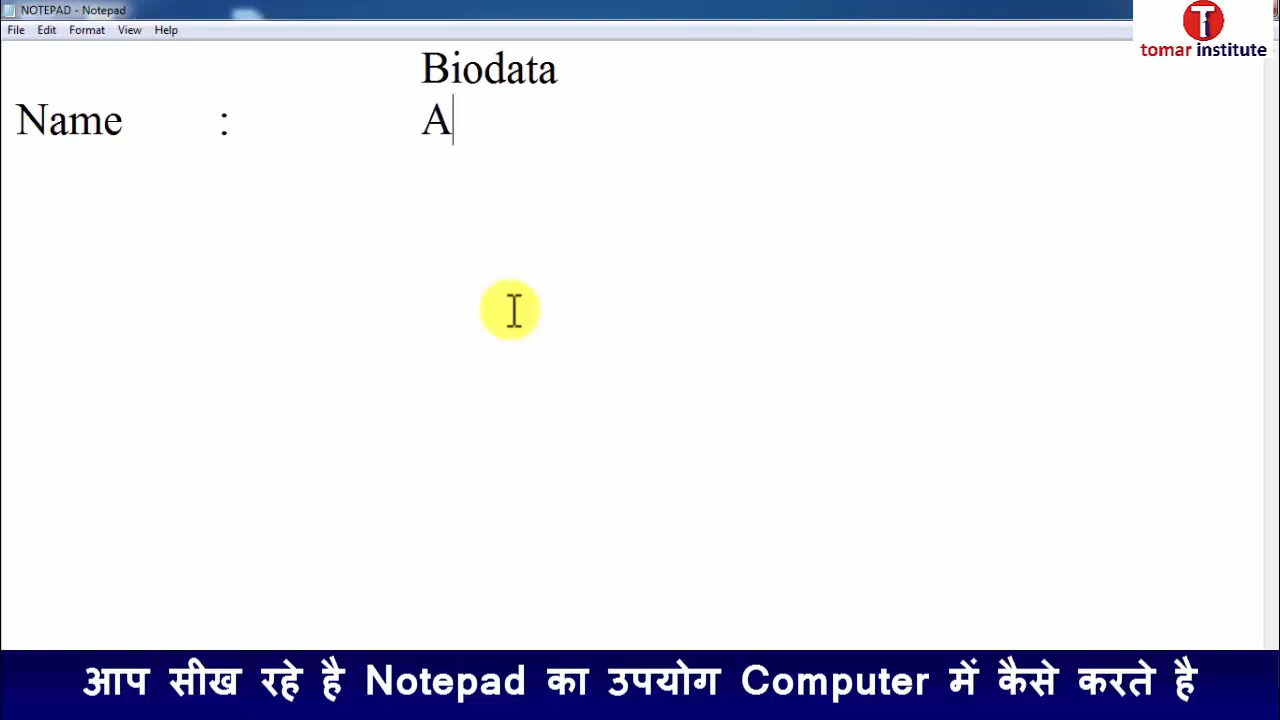 NOTEPAD - Notepad
File Edit Format View Help
tomar institute
Biodata
Name : A
आप सीख रहे है Notepad का उपयोग Computer में कैसे करते है